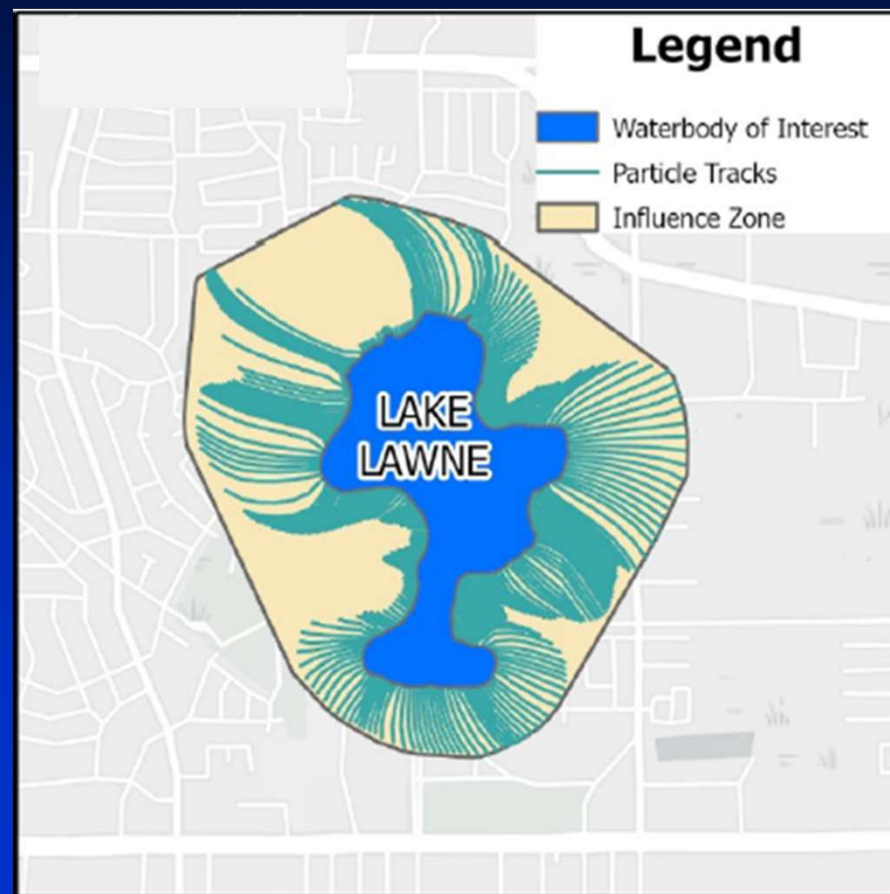 Legend
Waterbody of Interest
Particle Tracks
Influence Zone
LAKE
LAWNE